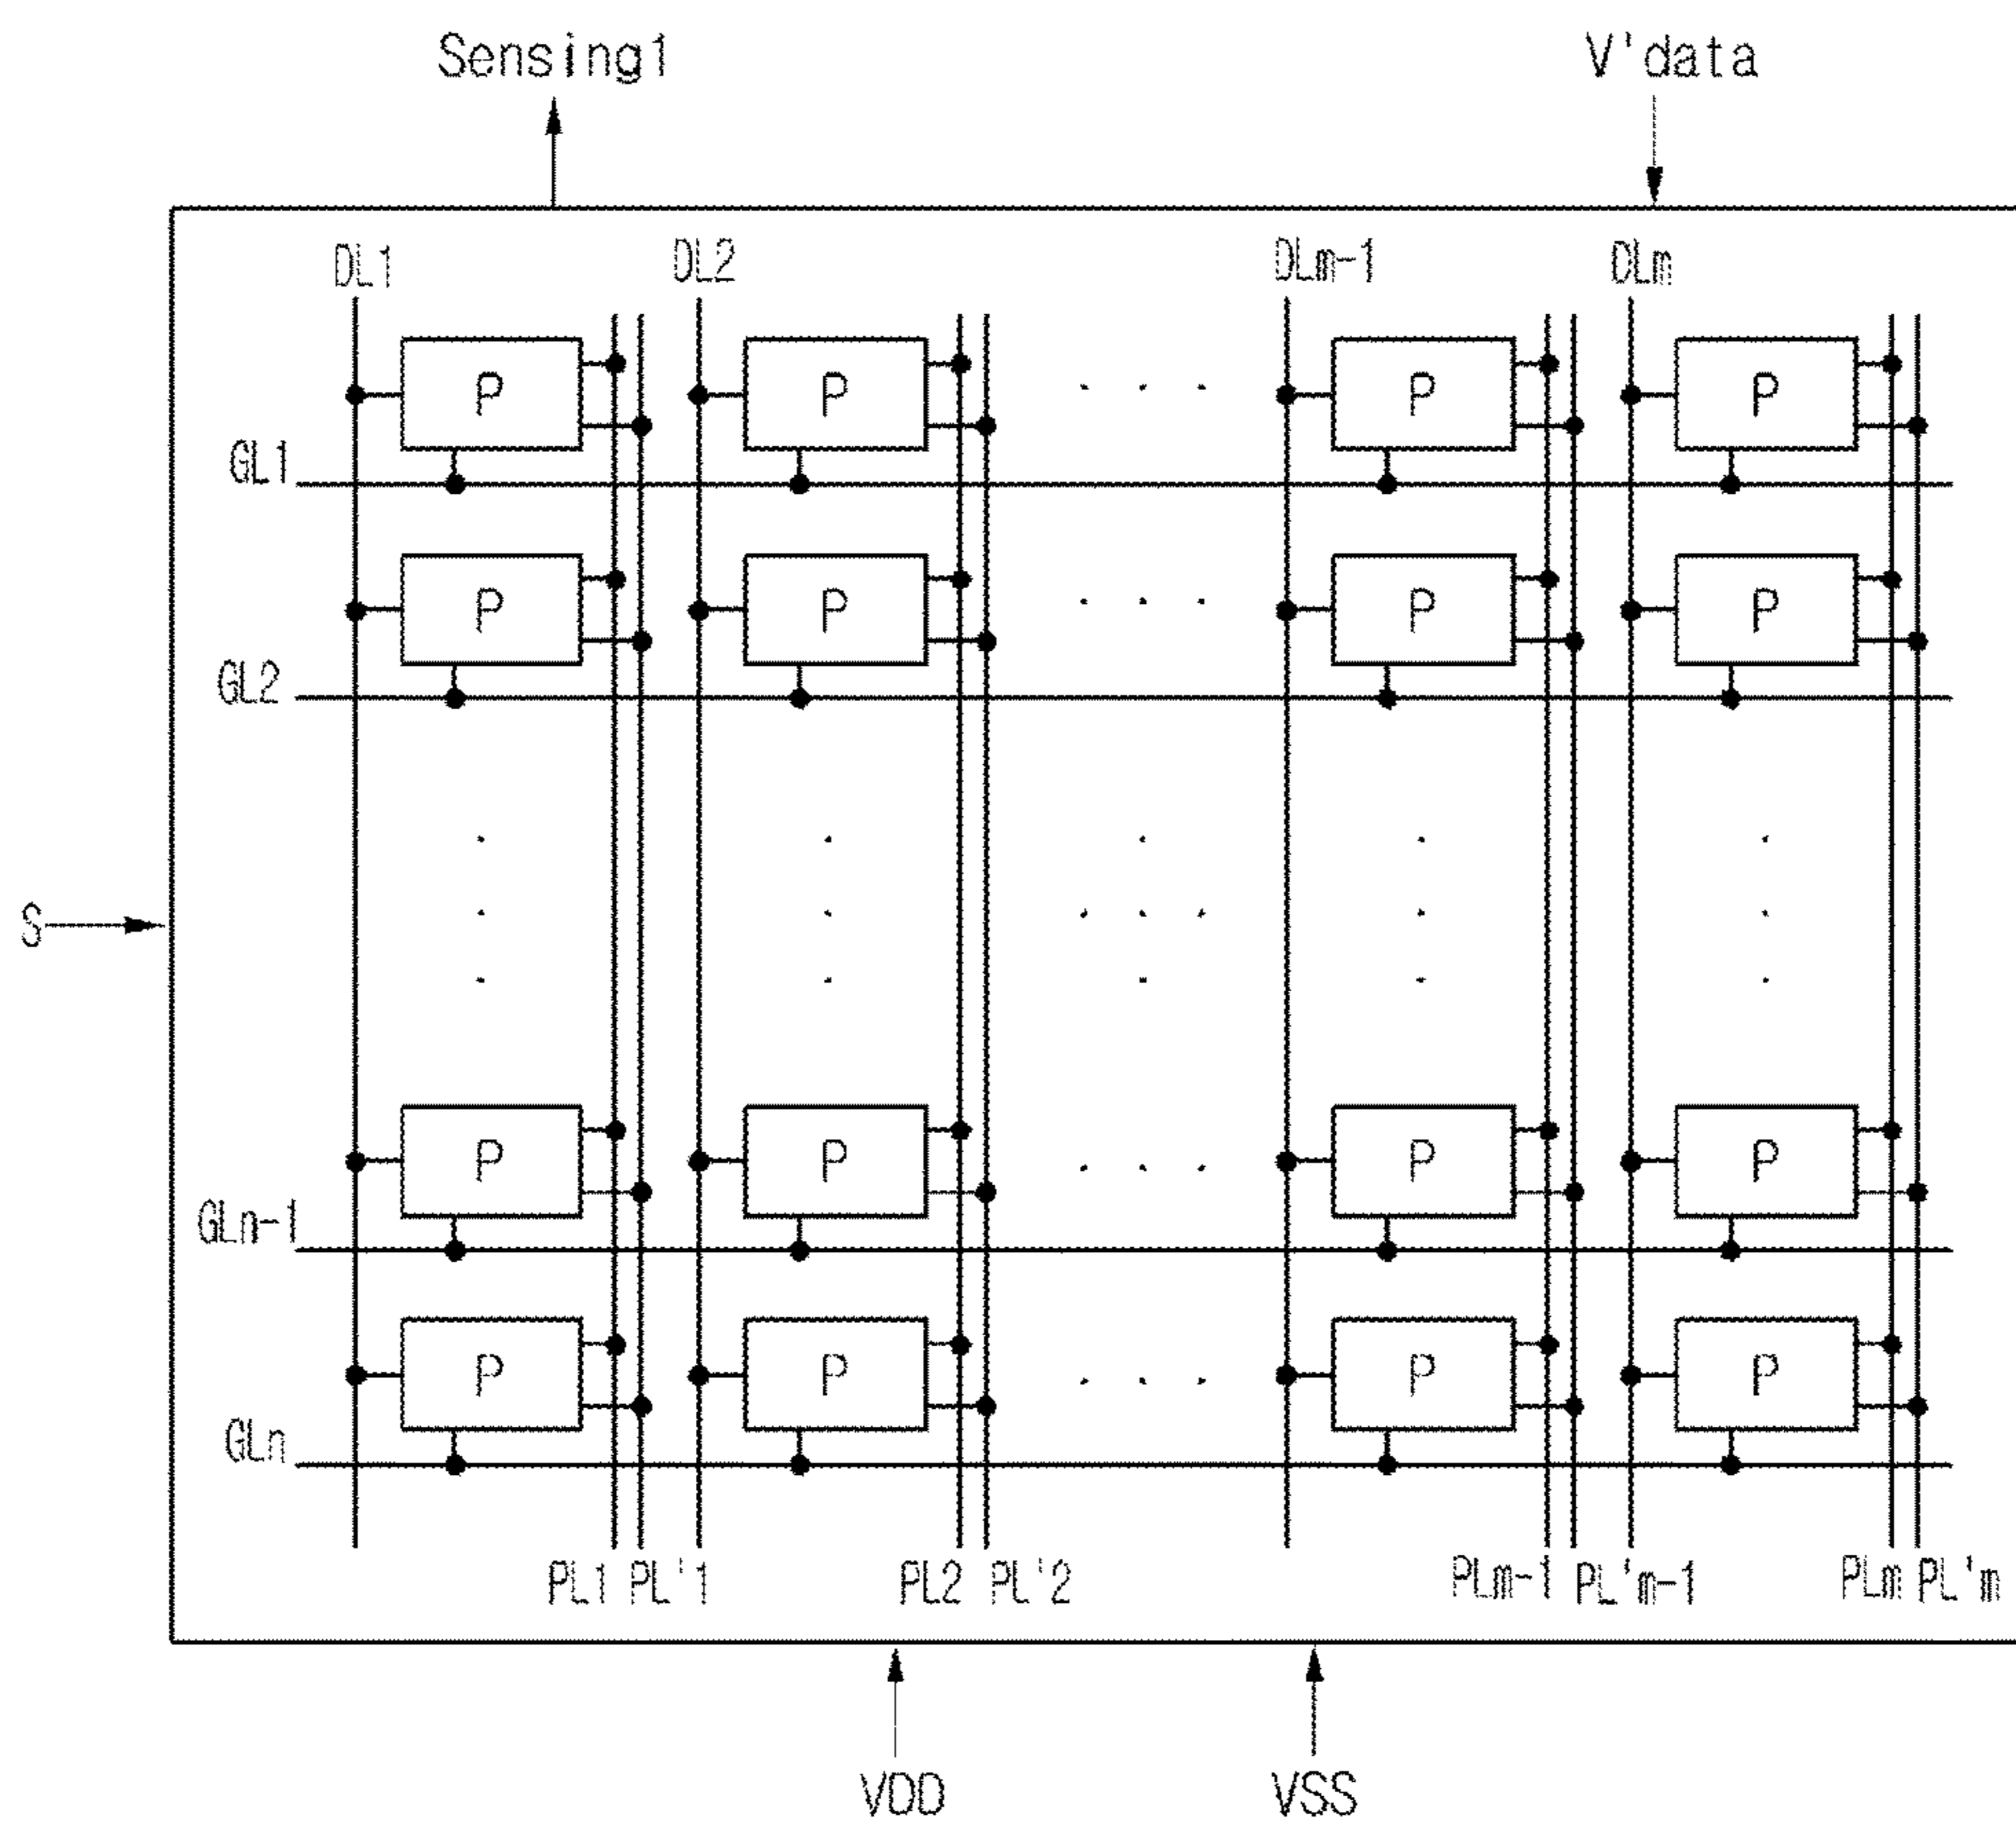 Sensing1 V'data
DL1 DL2 DLm-1 DLm
P P P P
GL1
P P P P
GL2
S
P P P P
GLn-1
P P P P
GLn
PL1 PL'1 PL2 PL'2 PLm-1 PL'm-1 PLm PL'm
VDD VSS